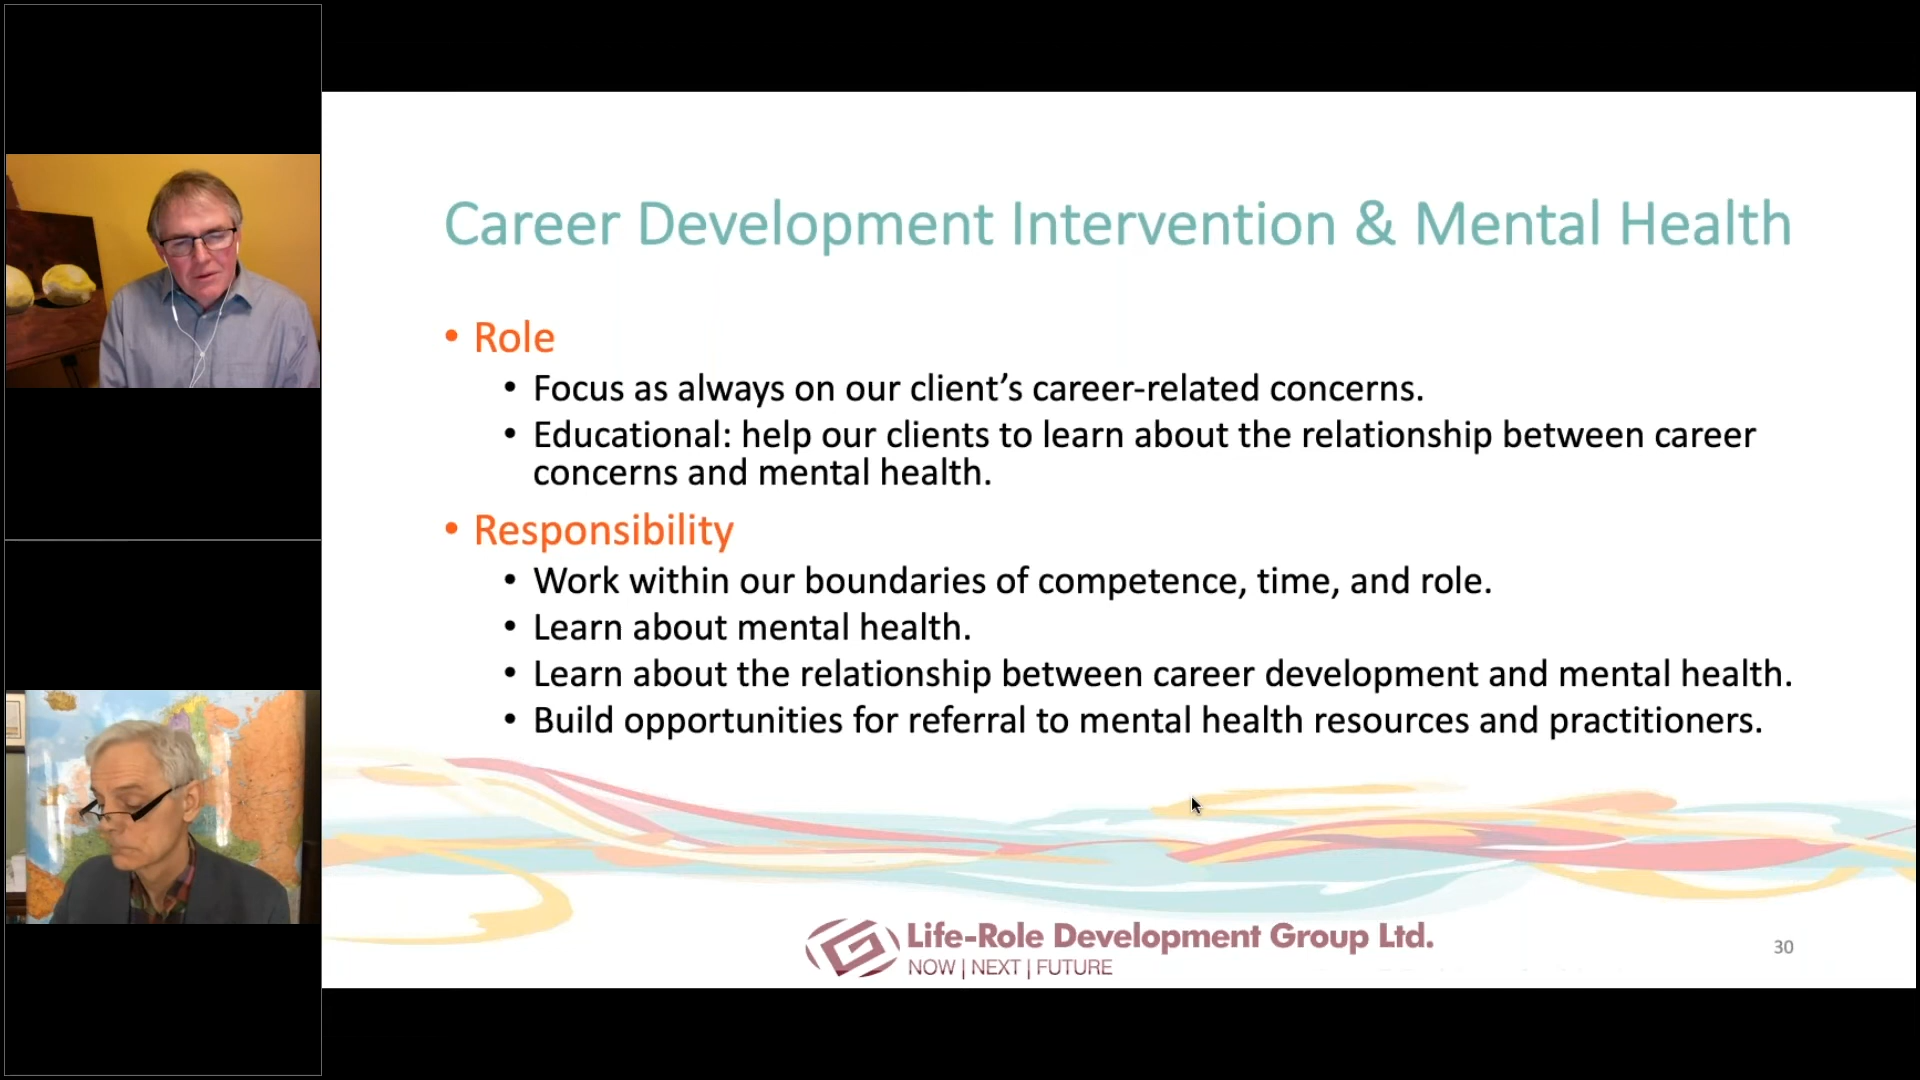 Career Development Intervention & Mental Health
• Role
• Focus as always on our client’s career-related concerns.
• Educational: help our clients to learn about the relationship between career
concerns and mental health.
• Responsibility
• Work within our boundaries of competence, time, and role.
• Learn about mental health.
• Learn about the relationship between career development and mental health.
• Build opportunities for referral to mental health resources and practitioners.
Life-Role Development Group Ltd.
NOW | NEXT | FUTURE
30